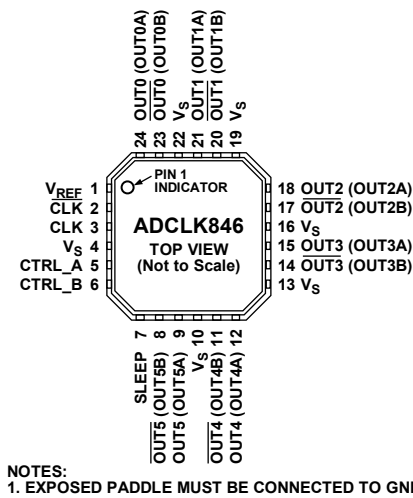 24 OUT0 (OUT0A)
23 OUT0 (OUT0B)
22 VS
21 OUT1 (OUT1A)
20 OUT1 (OUT1B)
19 VS
PIN 1
INDICATOR
VREF 1
CLK 2
CLK 3
VS 4
CTRL_A 5
CTRL_B 6
ADCLK846
TOP VIEW
(Not to Scale)
18 OUT2 (OUT2A)
17 OUT2 (OUT2B)
16 VS
15 OUT3 (OUT3A)
14 OUT3 (OUT3B)
13 VS
SLEEP 7
OUT5 (OUT5B) 8
OUT5 (OUT5A) 9
VS 10
OUT4 (OUT4B) 11
OUT4 (OUT4A) 12
NOTES:
1. EXPOSED PADDLE MUST BE CONNECTED TO